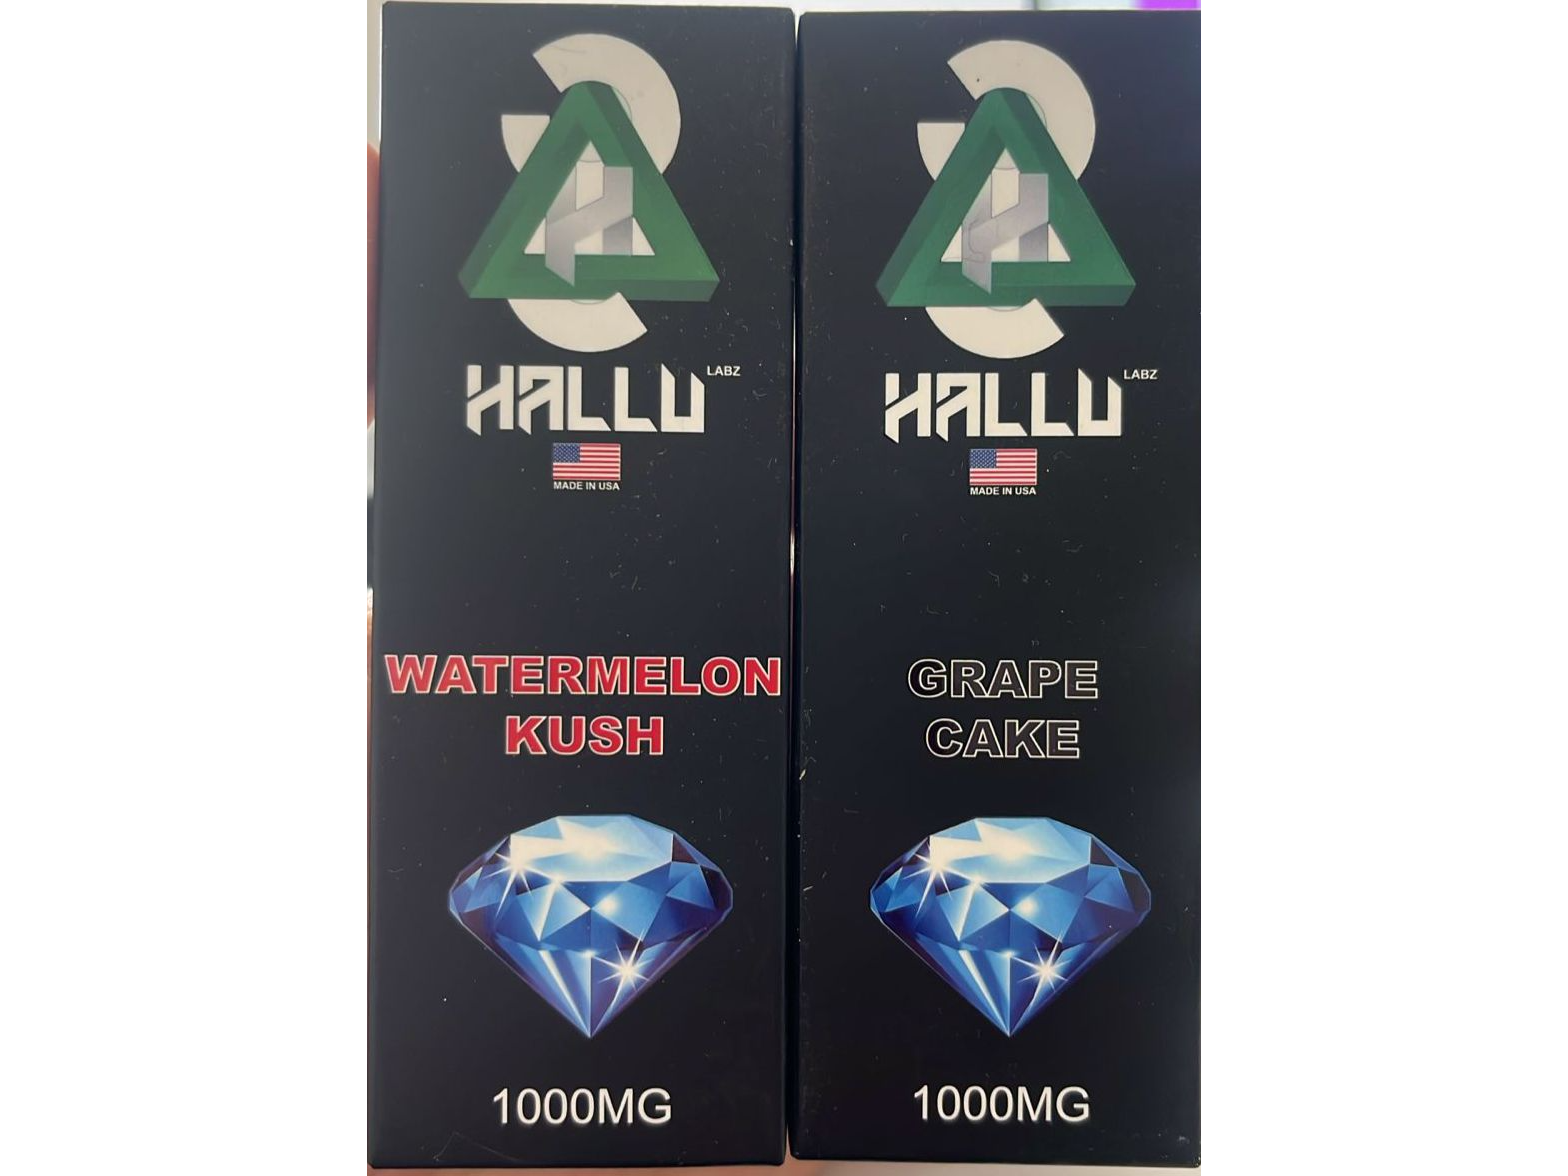 HALLU LABZ
MADE IN USA
WATERMELON
KUSH
1000MG
HALLU LABZ
MADE IN USA
GRAPE
CAKE
1000MG